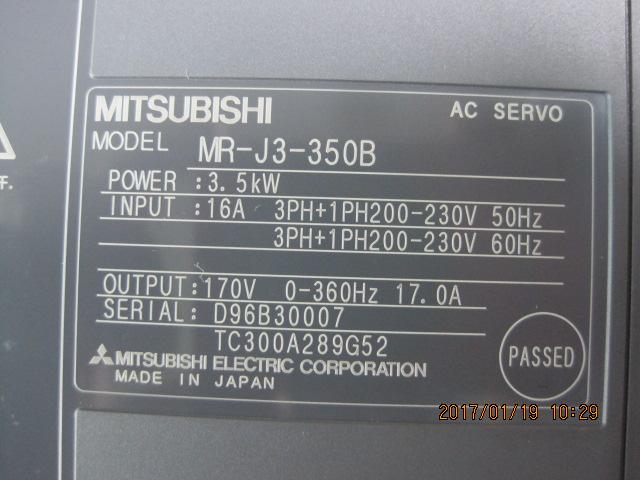 MITSUBISHI AC SERVO
MODEL MR-J3-350B
POWER :3.5kW
INPUT :16A 3PH+1PH200-230V 50Hz
3PH+1PH200-230V 60Hz
OUTPUT:170V 0-360Hz 17.0A
SERIAL: D96B30007
TC300A289G52
PASSED
MITSUBISHI ELECTRIC CORPORATION
MADE IN JAPAN
2017/01/19 10:29